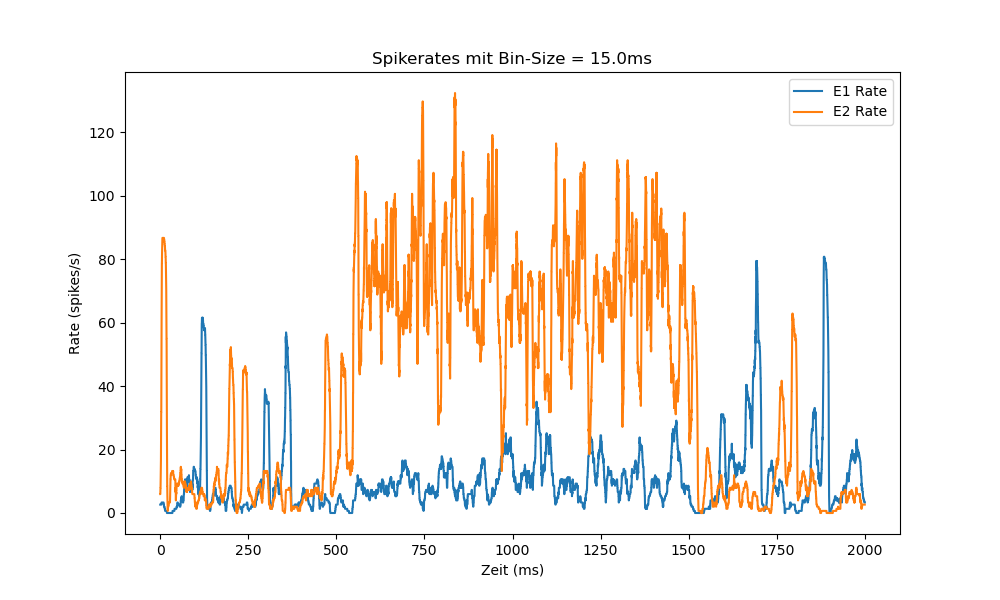 Spikerates mit Bin-Size = 15.0ms
E1 Rate
E2 Rate
120
100
80
60
40
20
0
Rate (spikes/s)
0 250 500 750 1000 1250 1500 1750 2000
Zeit (ms)